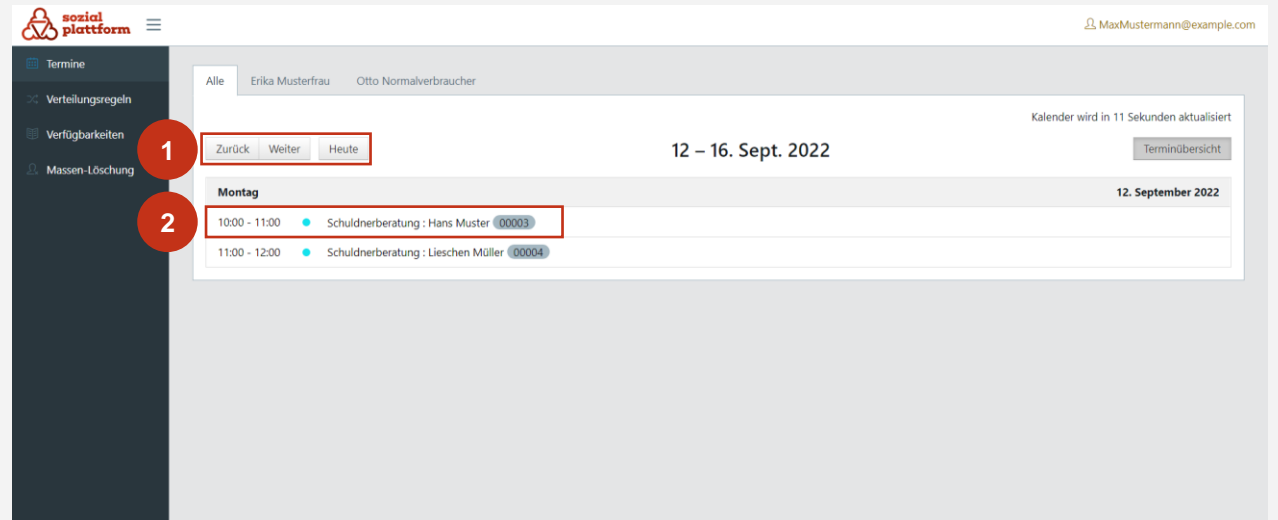 sozial
plattform
MaxMustermann@example.com
Termine
Verteilungsregeln
Verfügbarkeiten
Massen-Löschung
Alle Erika Musterfrau Otto Normalverbraucher
Kalender wird in 11 Sekunden aktualisiert
1
Zurück Weiter Heute 12 – 16. Sept. 2022 Terminübersicht
Montag 12. September 2022
2
10:00 - 11:00 Schuldnerberatung : Hans Muster 00003
11:00 - 12:00 Schuldnerberatung : Lieschen Müller 00004